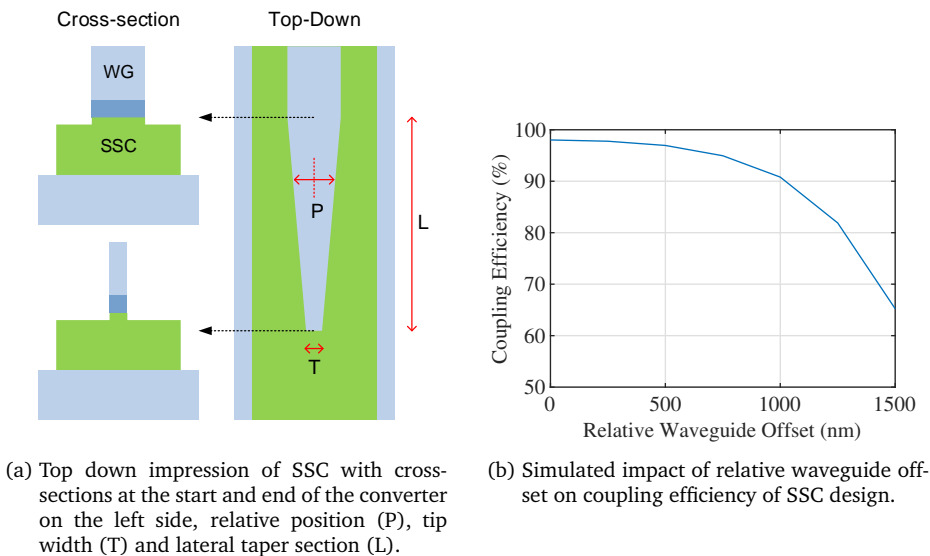 Cross-section
Top-Down
WG
SSC
P
L
T
100
90
80
70
60
50
Coupling Efficiency (%)
0
500
1000
1500
Relative Waveguide Offset (nm)
(a) Top down impression of SSC with cross-
sections at the start and end of the converter
on the left side, relative position (P), tip
width (T) and lateral taper section (L).
(b) Simulated impact of relative waveguide off-
set on coupling efficiency of SSC design.